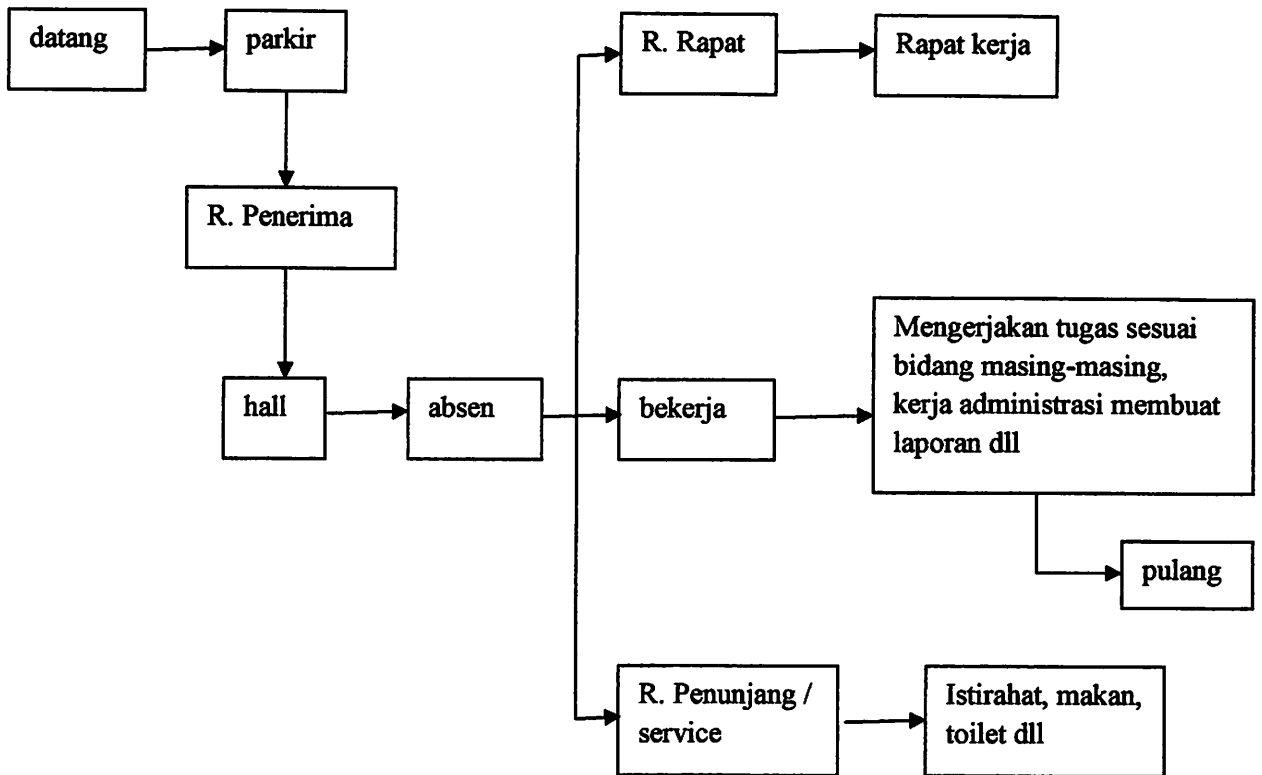 datang
parkir
R. Penerima
hall
absen
R. Rapat
Rapat kerja
bekerja
Mengerjakan tugas sesuai
bidang masing-masing,
kerja administrasi membuat
laporan dll
pulang
R. Penunjang /
service
Istirahat, makan,
toilet dll